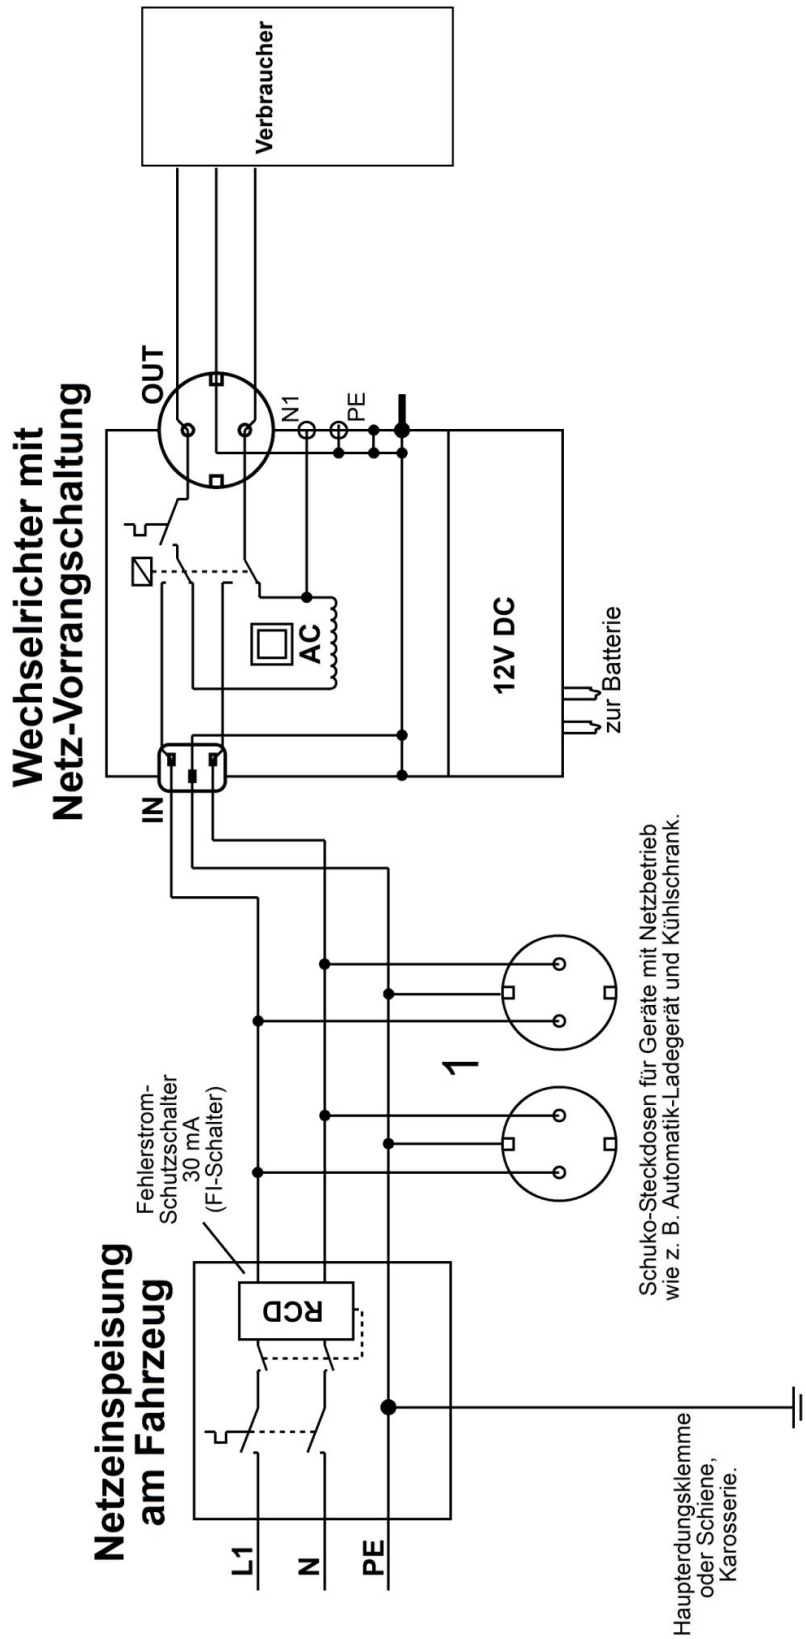 Netzeinspeisung
am Fahrzeug
L1
N
PE
RCD
Fehlerstrom-
Schutzschalter
30 mA
(FI-Schalter)
Haupterdungsklemme
oder Schiene,
Karosserie.
1
Schuko-Steckdosen für Geräte mit Netzbetrieb
wie z. B. Automatik-Ladegerät und Kühlschrank.
Wechselrichter mit
Netz-Vorrangschaltung
IN
AC
OUT
N1
PE
12V DC
zur Batterie
Verbraucher